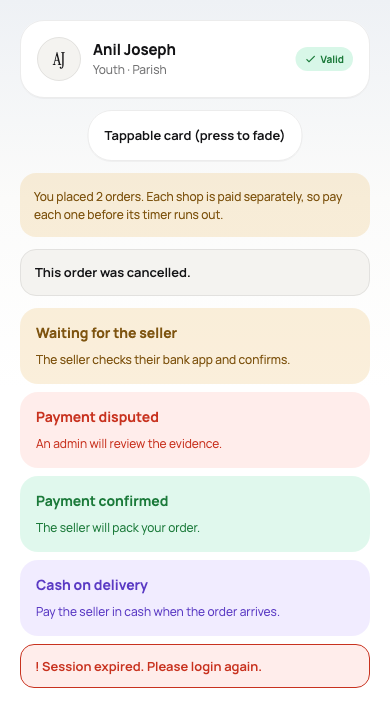 AJ
Anil Joseph
Youth · Parish
Valid
Tappable card (press to fade)
You placed 2 orders. Each shop is paid separately, so pay
each one before its timer runs out.
This order was cancelled.
Waiting for the seller
The seller checks their bank app and confirms.
Payment disputed
An admin will review the evidence.
Payment confirmed
The seller will pack your order.
Cash on delivery
Pay the seller in cash when the order arrives.
! Session expired. Please login again.